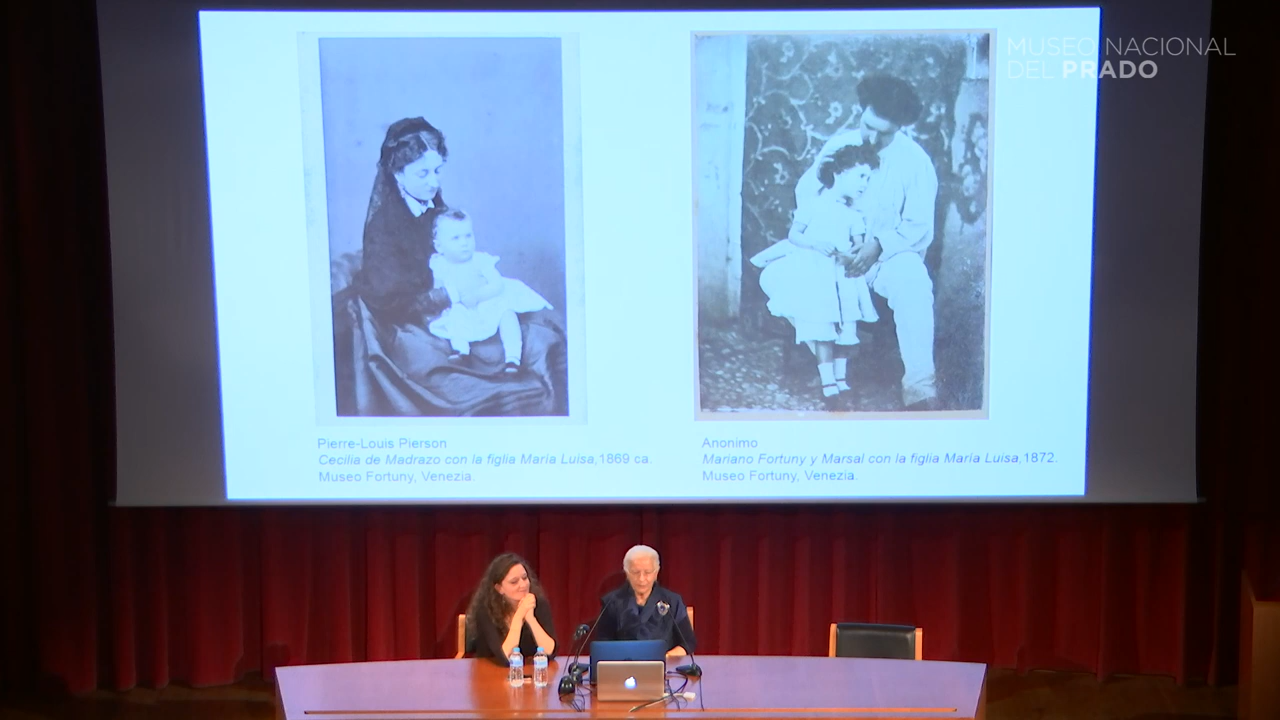 MUSEO NACIONAL
DEL PRADO
Pierre-Louis Pierson
Cecilia de Madrazo con la figlia María Luisa,1869 ca.
Museo Fortuny, Venezia.
Anonimo
Mariano Fortuny y Marsal con la figlia María Luisa,1872.
Museo Fortuny, Venezia.